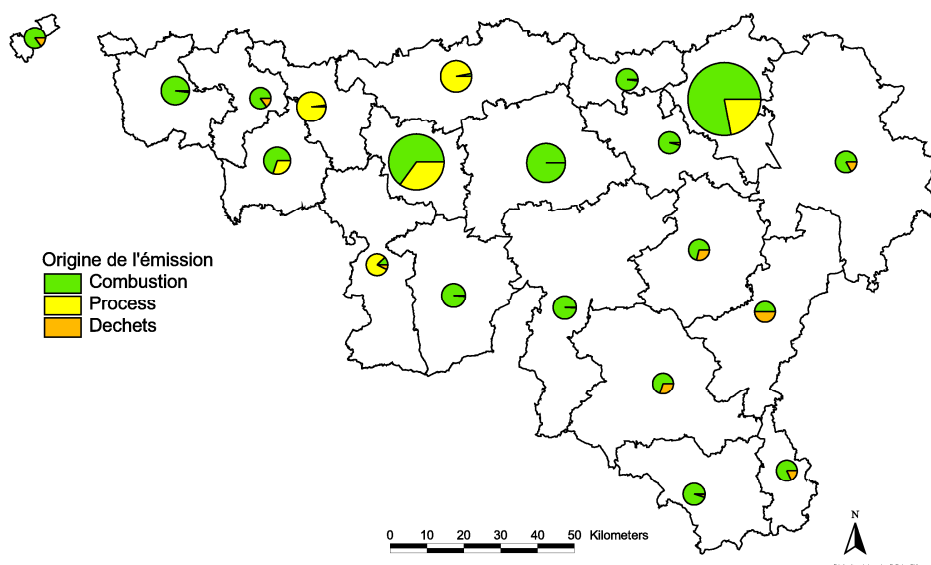 Origine de l'émission
Combustion
Process
Dechets
0 10 20 30 40 50 Kilometers
N